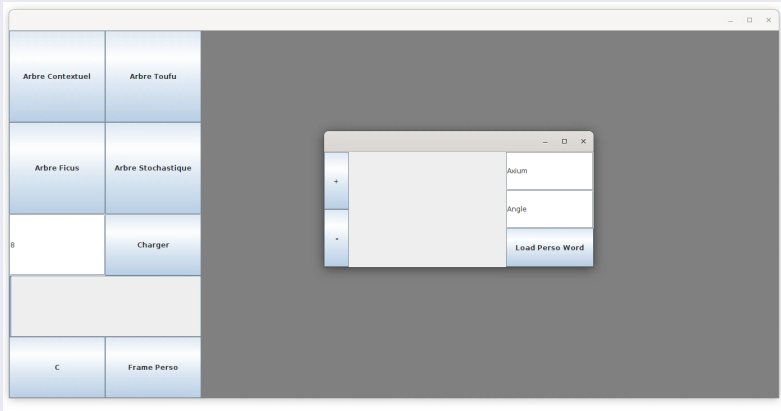 Arbre Contextuel
Arbre Toufu
Arbre Ficus
Arbre Stochastique
8
Charger
C
Frame Perso
+
-
Axium
Angle
Load Perso Word